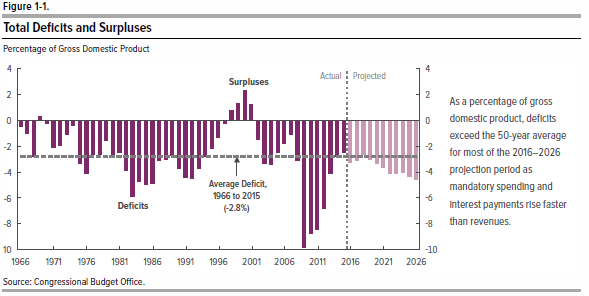 Figure 1-1.
Total Deficits and Surpluses
Percentage of Gross Domestic Product
4
2
0
-2
-4
-6
-8
10
Actual Projected
Surpluses
Deficits
Average Deficit,
1966 to 2015
(-2.8%)
4
2
0
-2
-4
-6
-8
-10
1966 1971 1976 1981 1986 1991 1996 2001 2006 2011 2016 2021 2026
As a percentage of gross
domestic product, deficits
exceed the 50-year average
for most of the 2016–2026
projection period as
mandatory spending and
interest payments rise faster
than revenues.
Source: Congressional Budget Office.